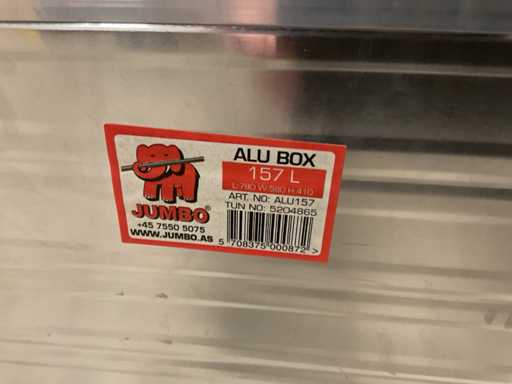 ALU BOX
157 L
L:780 W:580 H:410
ART. NO: ALU157
TUN NO: 5204865
JUMBO®
+45 7550 5075
WWW.JUMBO.AS
5 708375 000872 >